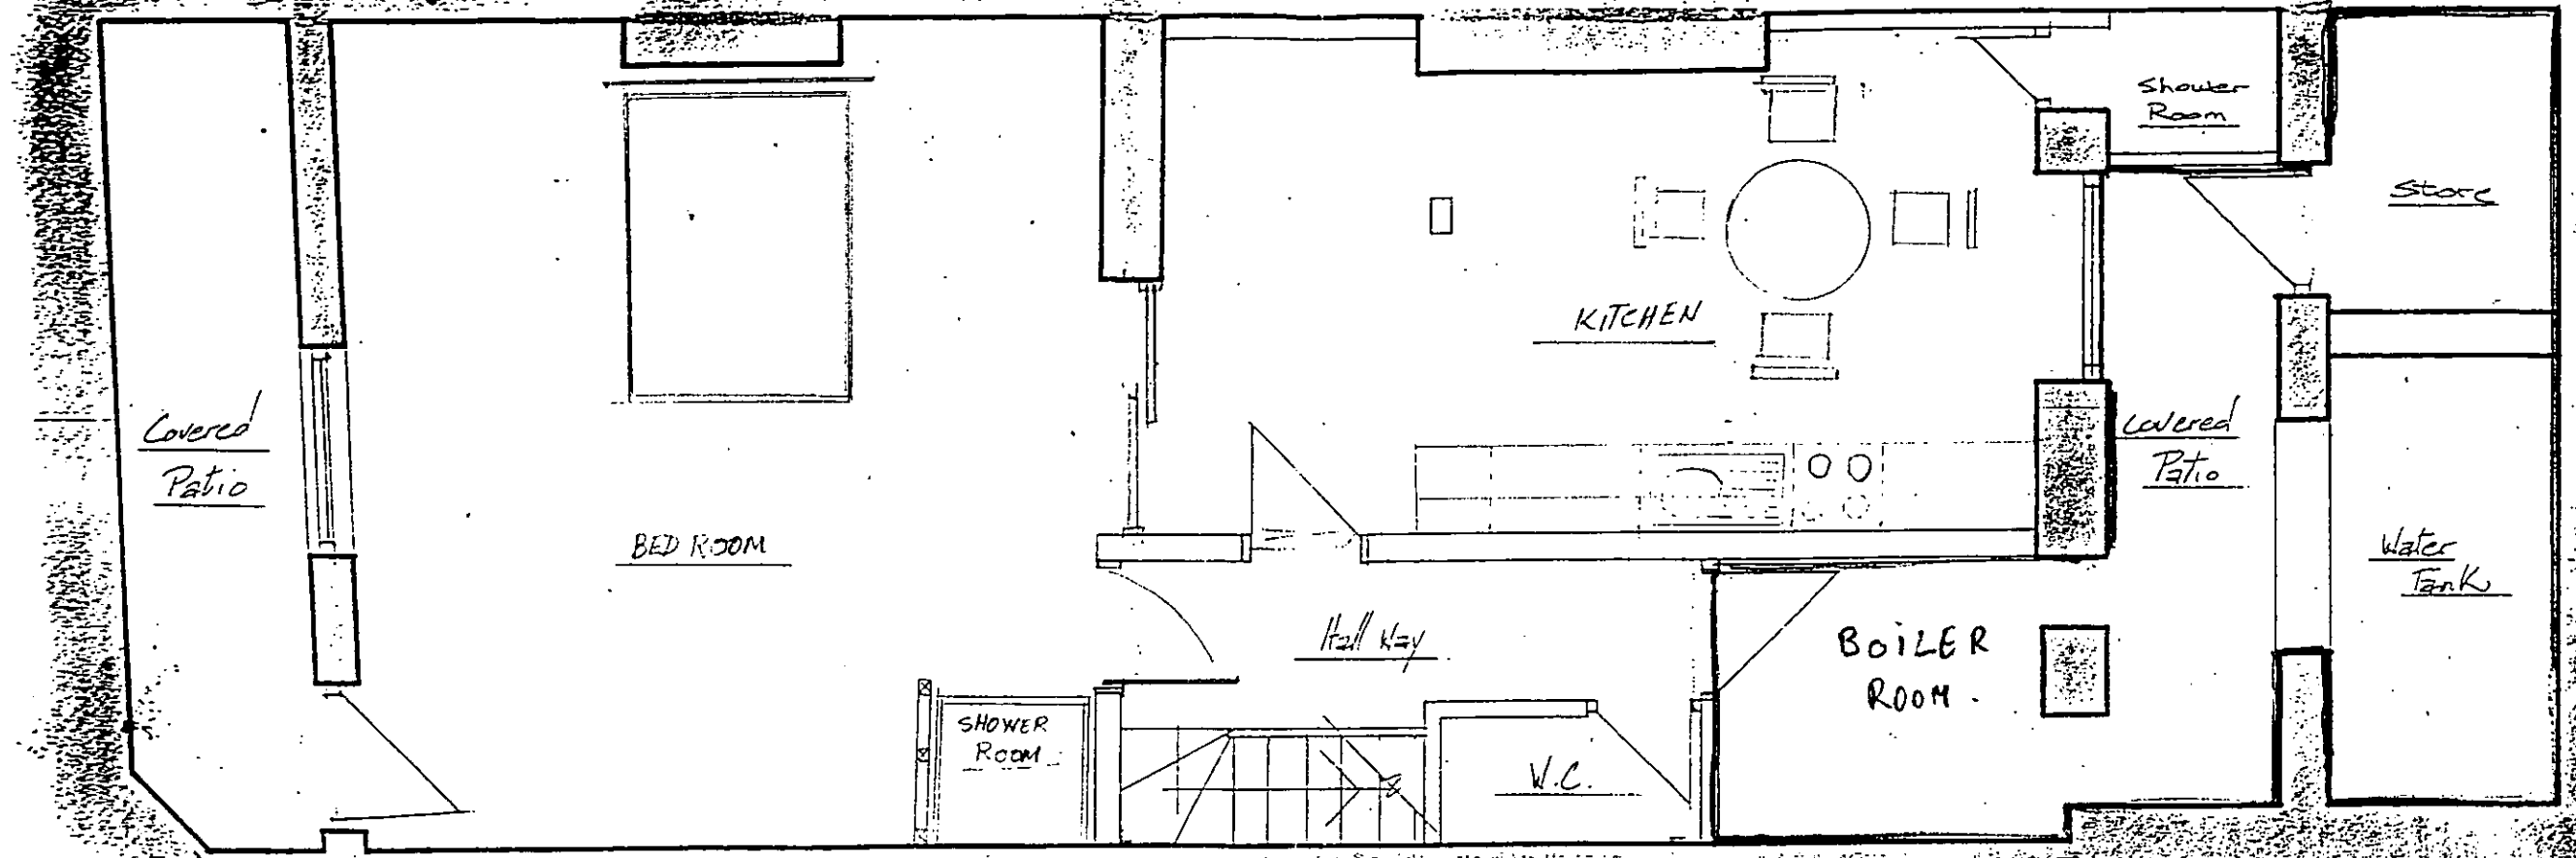 Covered
Patio
BED ROOM
SHOWER
ROOM
Hall Way
W.C.
KITCHEN
Shower
Room
Store
Covered
Patio
BOILER
ROOM.
Water
Tank